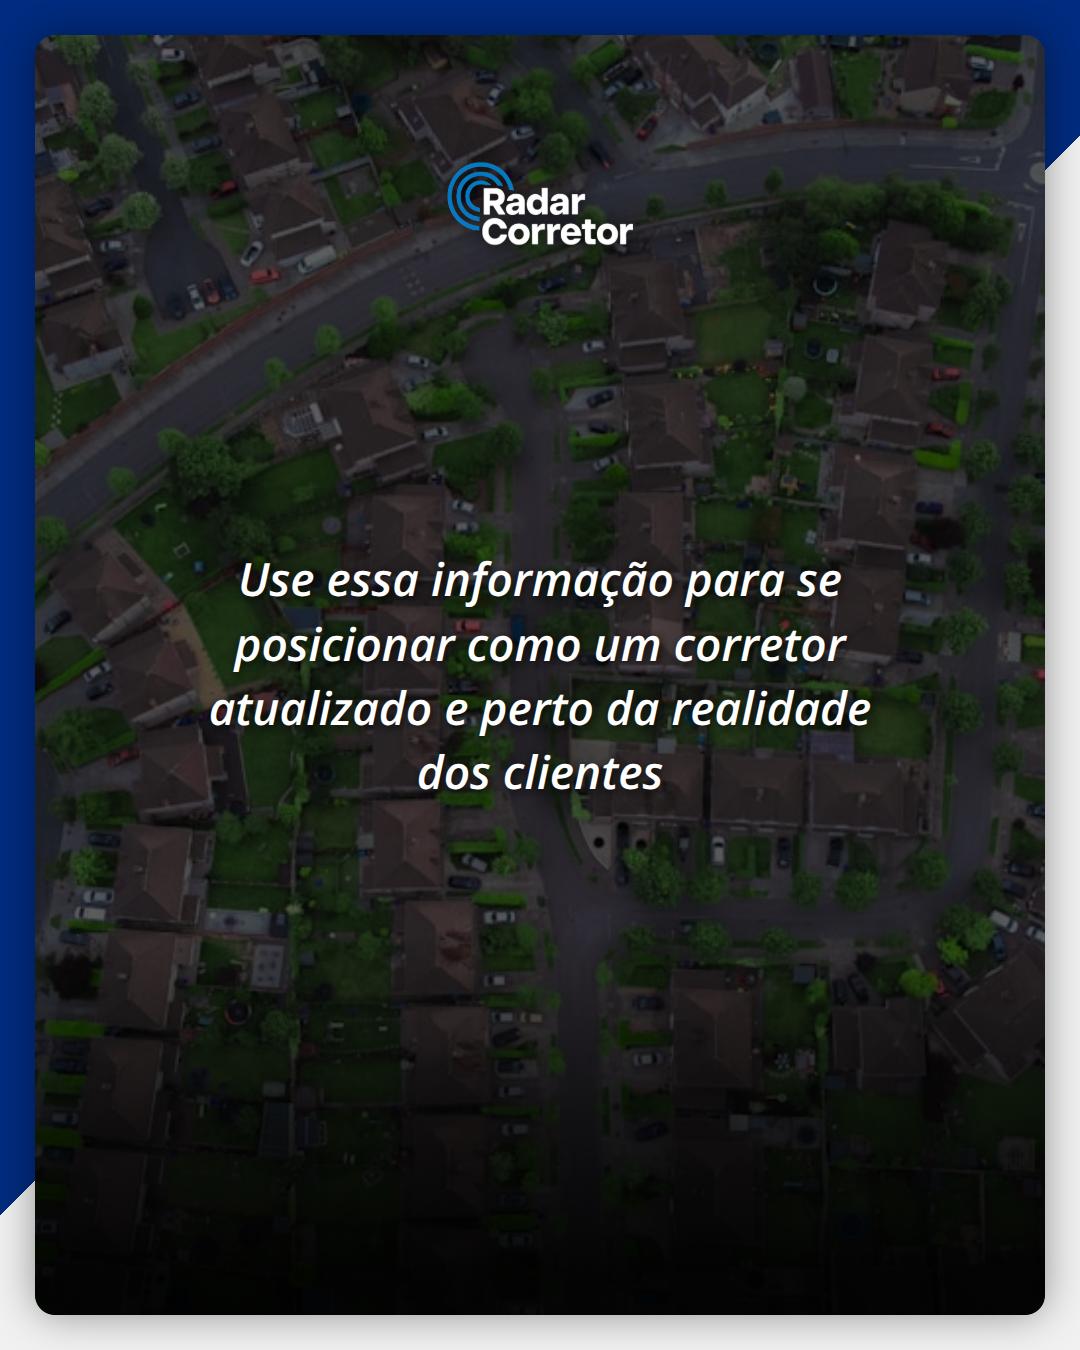 Radar
Corretor
Use essa informação para se
posicionar como um corretor
atualizado e perto da realidade
dos clientes